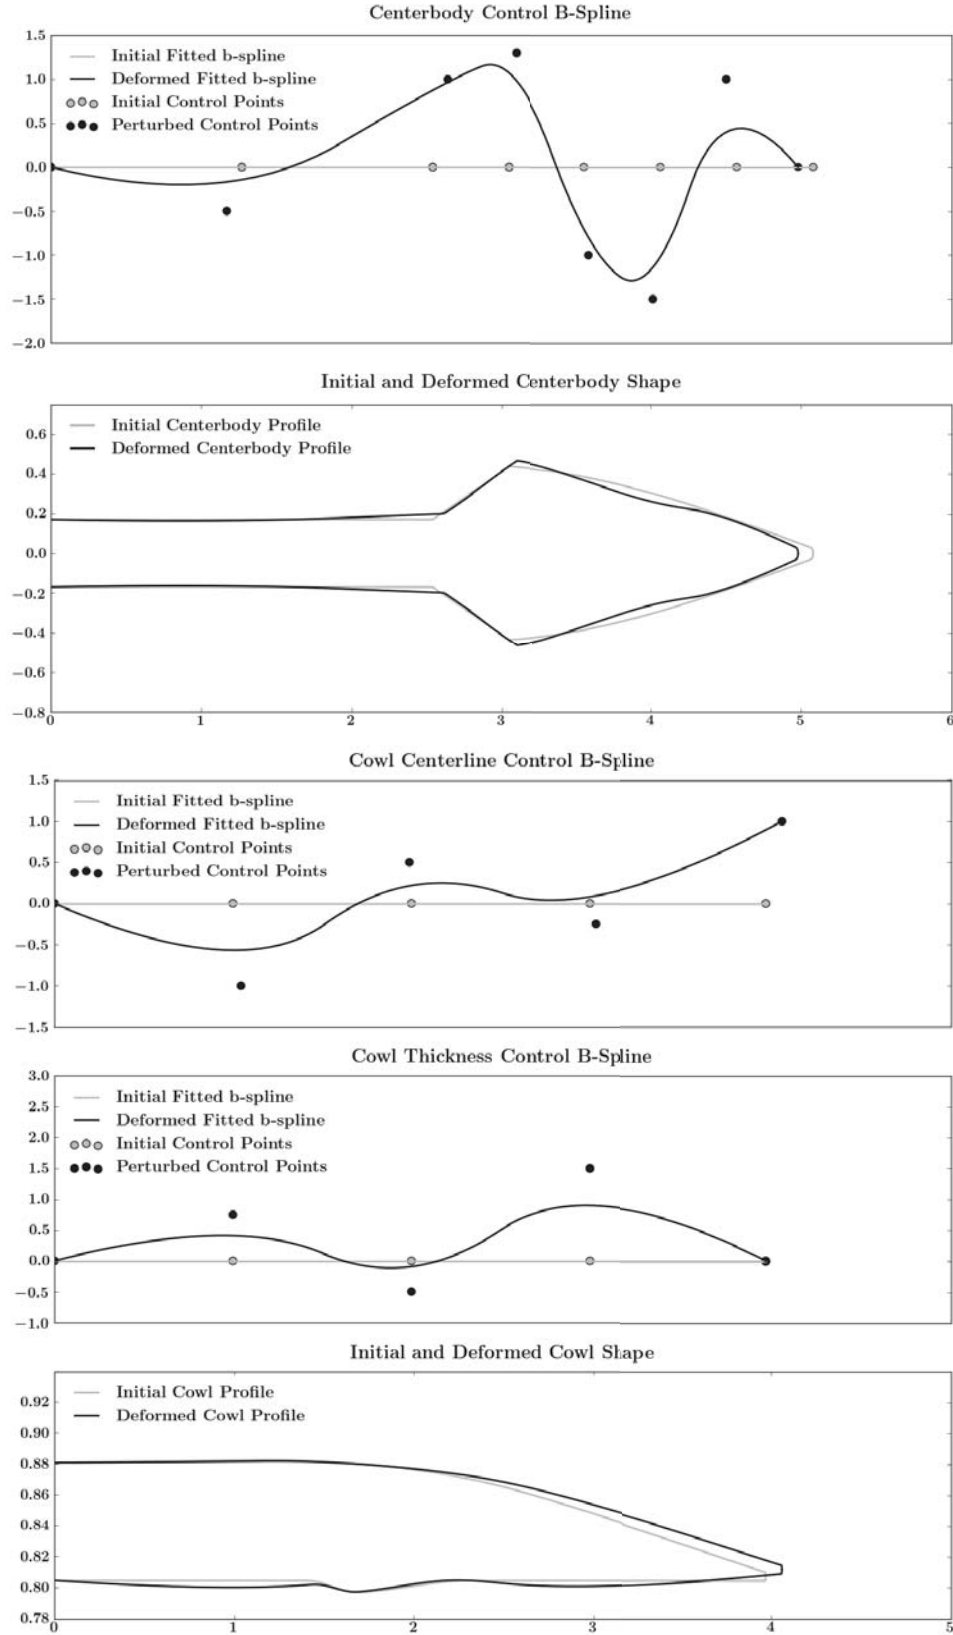 Centerbody Control B-Spline
1.5
1.0
0.5
0.0
−0.5
−1.0
−1.5
−2.0
Initial Fitted b-spline
Deformed Fitted b-spline
Initial Control Points
Perturbed Control Points
Initial and Deformed Centerbody Shape
0.6
0.4
0.2
0.0
−0.2
−0.4
−0.6
−0.8
Initial Centerbody Profile
Deformed Centerbody Profile
0 1 2 3 4 5 6
Cowl Centerline Control B-Spline
1.5
1.0
0.5
0.0
−0.5
−1.0
−1.5
Initial Fitted b-spline
Deformed Fitted b-spline
Initial Control Points
Perturbed Control Points
Cowl Thickness Control B-Spline
3.0
2.5
2.0
1.5
1.0
0.5
0.0
−0.5
−1.0
Initial Fitted b-spline
Deformed Fitted b-spline
Initial Control Points
Perturbed Control Points
Initial and Deformed Cowl Shape
0.92
0.90
0.88
0.86
0.84
0.82
0.80
0.78
Initial Cowl Profile
Deformed Cowl Profile
0 1 2 3 4 5